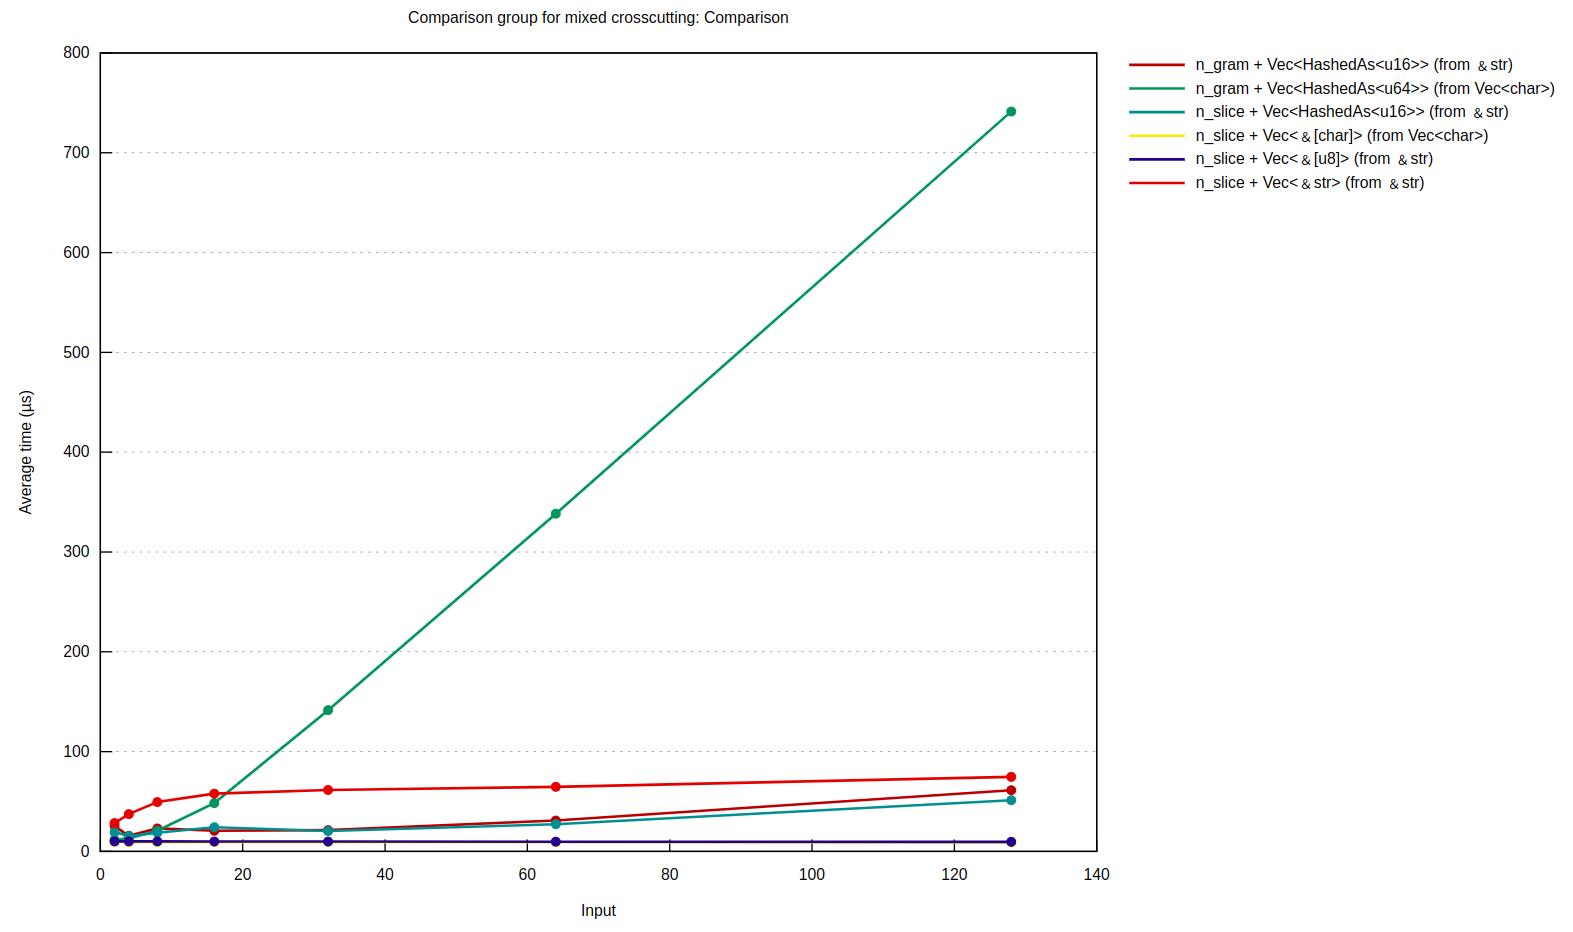 Comparison group for mixed crosscutting: Comparison
800
700
600
500
400
300
200
100
0
Average time (µs)
0 20 40 60 80 100 120 140
Input
n_gram + Vec<HashedAs<u16>> (from &str)
n_gram + Vec<HashedAs<u64>> (from Vec<char>)
n_slice + Vec<HashedAs<u16>> (from &str)
n_slice + Vec<&[char]> (from Vec<char>)
n_slice + Vec<&[u8]> (from &str)
n_slice + Vec<&str> (from &str)